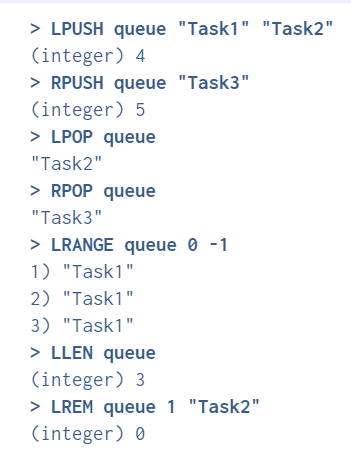 > LPUSH queue "Task1" "Task2"
(integer) 4
> RPUSH queue "Task3"
(integer) 5
> LPOP queue
"Task2"
> RPOP queue
"Task3"
> LRANGE queue 0 -1
1) "Task1"
2) "Task1"
3) "Task1"
> LLEN queue
(integer) 3
> LREM queue 1 "Task2"
(integer) 0